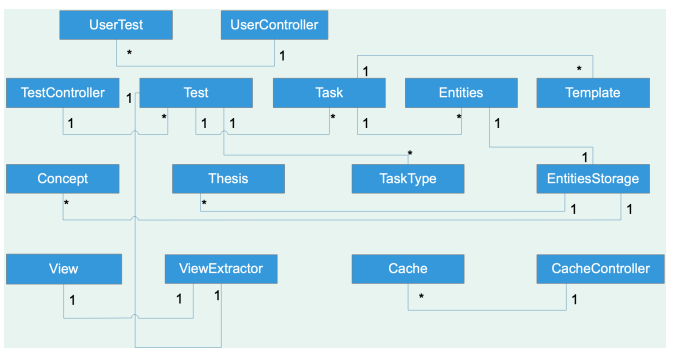 UserTest UserController
* 1
TestController Test Task Entities Template
1 1 *
1 * 1 1 * 1 * 1
* 1
Concept Thesis TaskType EntitiesStorage
* * 1 1
View ViewExtractor Cache CacheController
1 1 1 * 1